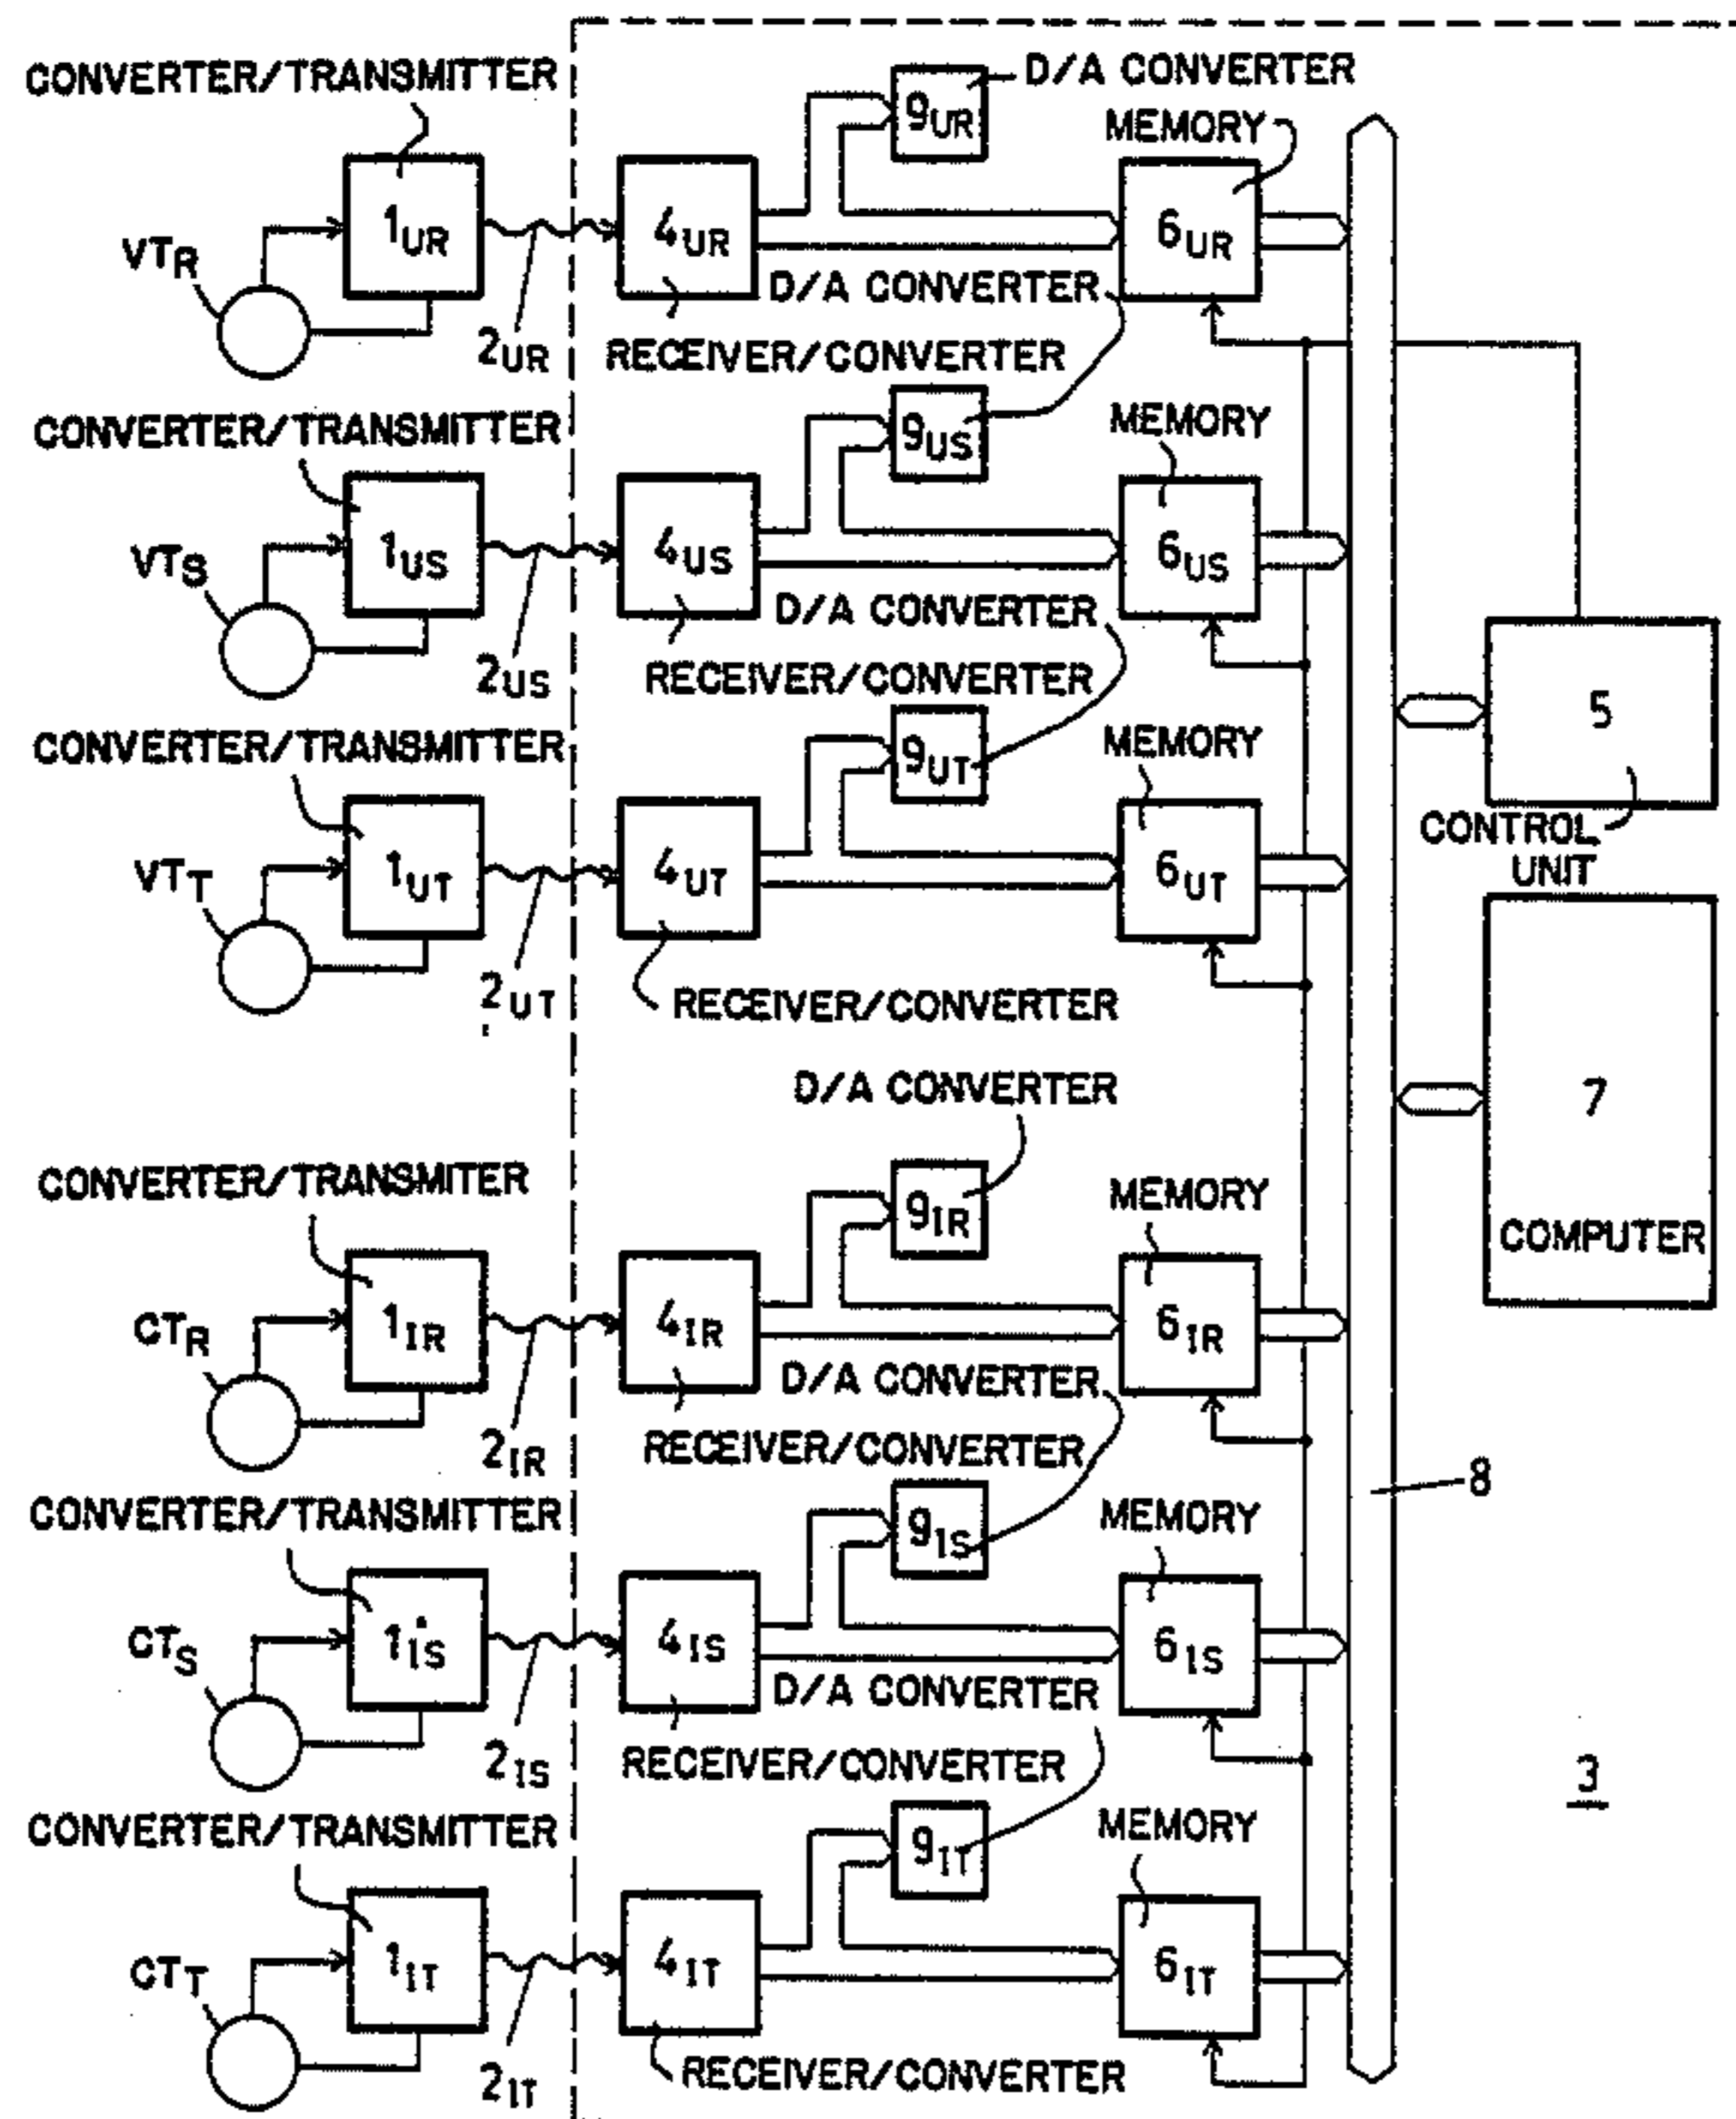 CONVERTER/TRANSMITTER
D/A CONVERTER
9UR
MEMORY
1UR
4UR
6UR
VTR
2UR
D/A CONVERTER
RECEIVER/CONVERTER
CONVERTER/TRANSMITTER
9US
MEMORY
1US
4US
6US
VTS
2US
D/A CONVERTER
RECEIVER/CONVERTER
5
CONTROL
UNIT
CONVERTER/TRANSMITTER
9UT
MEMORY
1UT
4UT
6UT
VTT
2UT
RECEIVER/CONVERTER
7
COMPUTER
D/A CONVERTER
CONVERTER/TRANSMITER
9IR
MEMORY
1IR
4IR
6IR
CTR
2IR
D/A CONVERTER
RECEIVER/CONVERTER
8
CONVERTER/TRANSMITTER
9IS
MEMORY
1IS
4IS
6IS
CTS
2IS
D/A CONVERTER
RECEIVER/CONVERTER
3
CONVERTER/TRANSMITTER
9IT
MEMORY
1IT
4IT
6IT
CTT
2IT
RECEIVER/CONVERTER